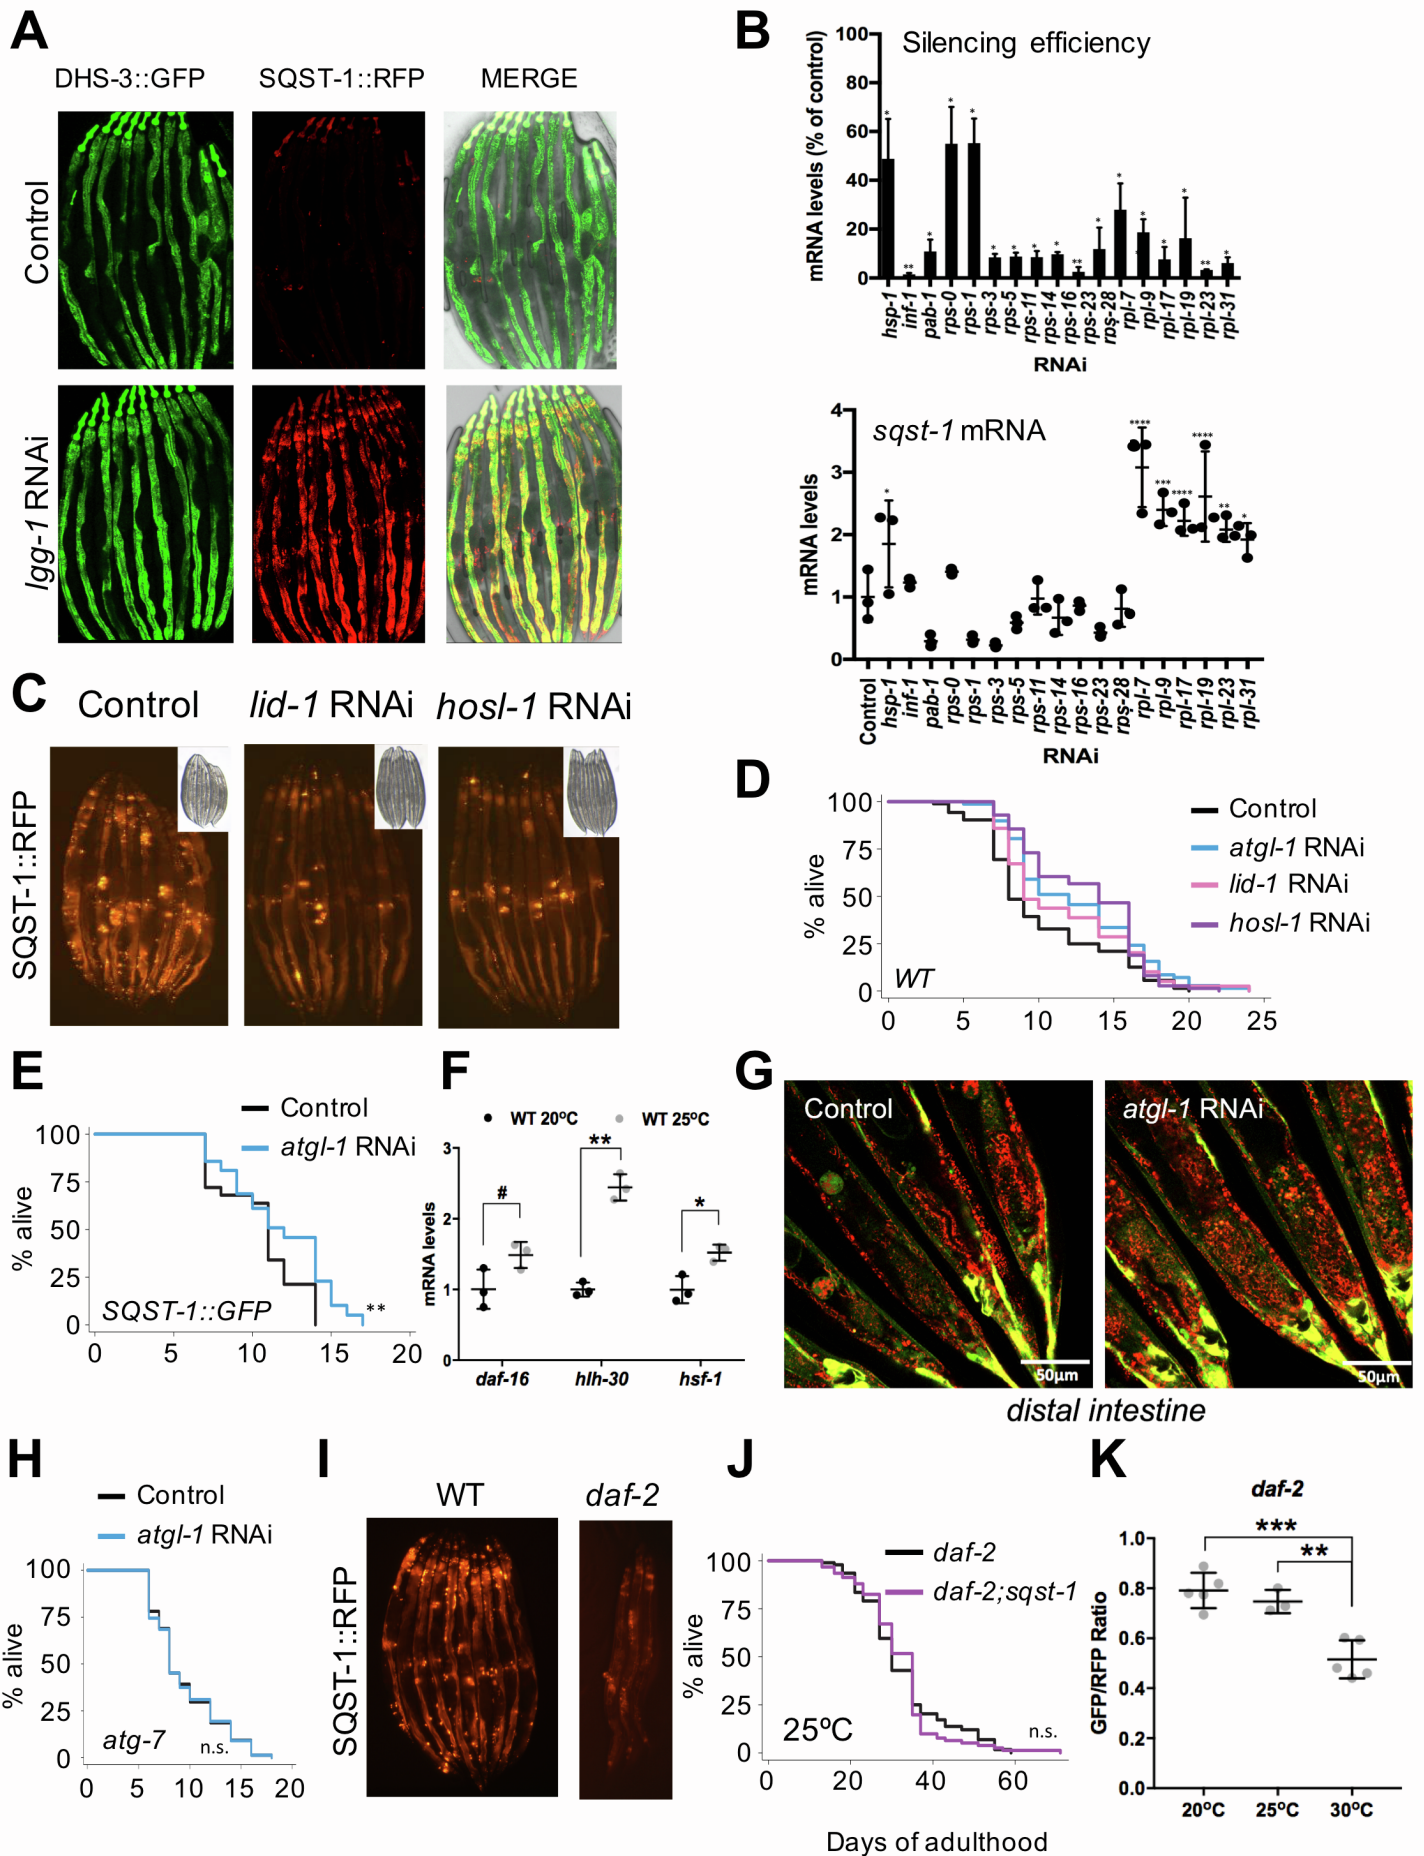 A
DHS-3::GFP
SQST-1::RFP
MERGE
Control
lgg-1 RNAi
B
Silencing efficiency
mRNA levels (% of control)
100
80
60
40
20
0
* ** * * * * * * * ** * * * * * ** *
hsp-1
inf-1
pab-1
rps-0
rps-1
rps-3
rps-5
rps-11
rps-14
rps-16
rps-23
rps-28
rpl-7
rpl-9
rpl-17
rpl-19
rpl-23
rpl-31
RNAi
sqst-1 mRNA
mRNA levels
4
3
2
1
0
* **** *** **** **** ** *
Control
hsp-1
inf-1
pab-1
rps-0
rps-1
rps-3
rps-5
rps-11
rps-14
rps-16
rps-23
rps-28
rpl-7
rpl-9
rpl-17
rpl-19
rpl-23
rpl-31
RNAi
C
Control
lid-1 RNAi
hosl-1 RNAi
SQST-1::RFP
D
% alive
100
75
50
25
0
WT
0 5 10 15 20 25
Control
atgl-1 RNAi
lid-1 RNAi
hosl-1 RNAi
E
Control
atgl-1 RNAi
% alive
100
75
50
25
0
SQST-1::GFP
**
0 5 10 15 20
F
WT 20ºC
WT 25ºC
mRNA levels
3
2
1
0
#
**
*
daf-16
hlh-30
hsf-1
G
Control
atgl-1 RNAi
50µm
50µm
distal intestine
H
Control
atgl-1 RNAi
% alive
100
75
50
25
0
atg-7
n.s.
0 5 10 15 20
I
WT
daf-2
SQST-1::RFP
J
daf-2
daf-2;sqst-1
% alive
100
75
50
25
0
25ºC
n.s.
0 20 40 60
Days of adulthood
K
daf-2
***
**
GFP/RFP Ratio
1.0
0.8
0.6
0.4
0.2
0.0
20ºC
25ºC
30ºC